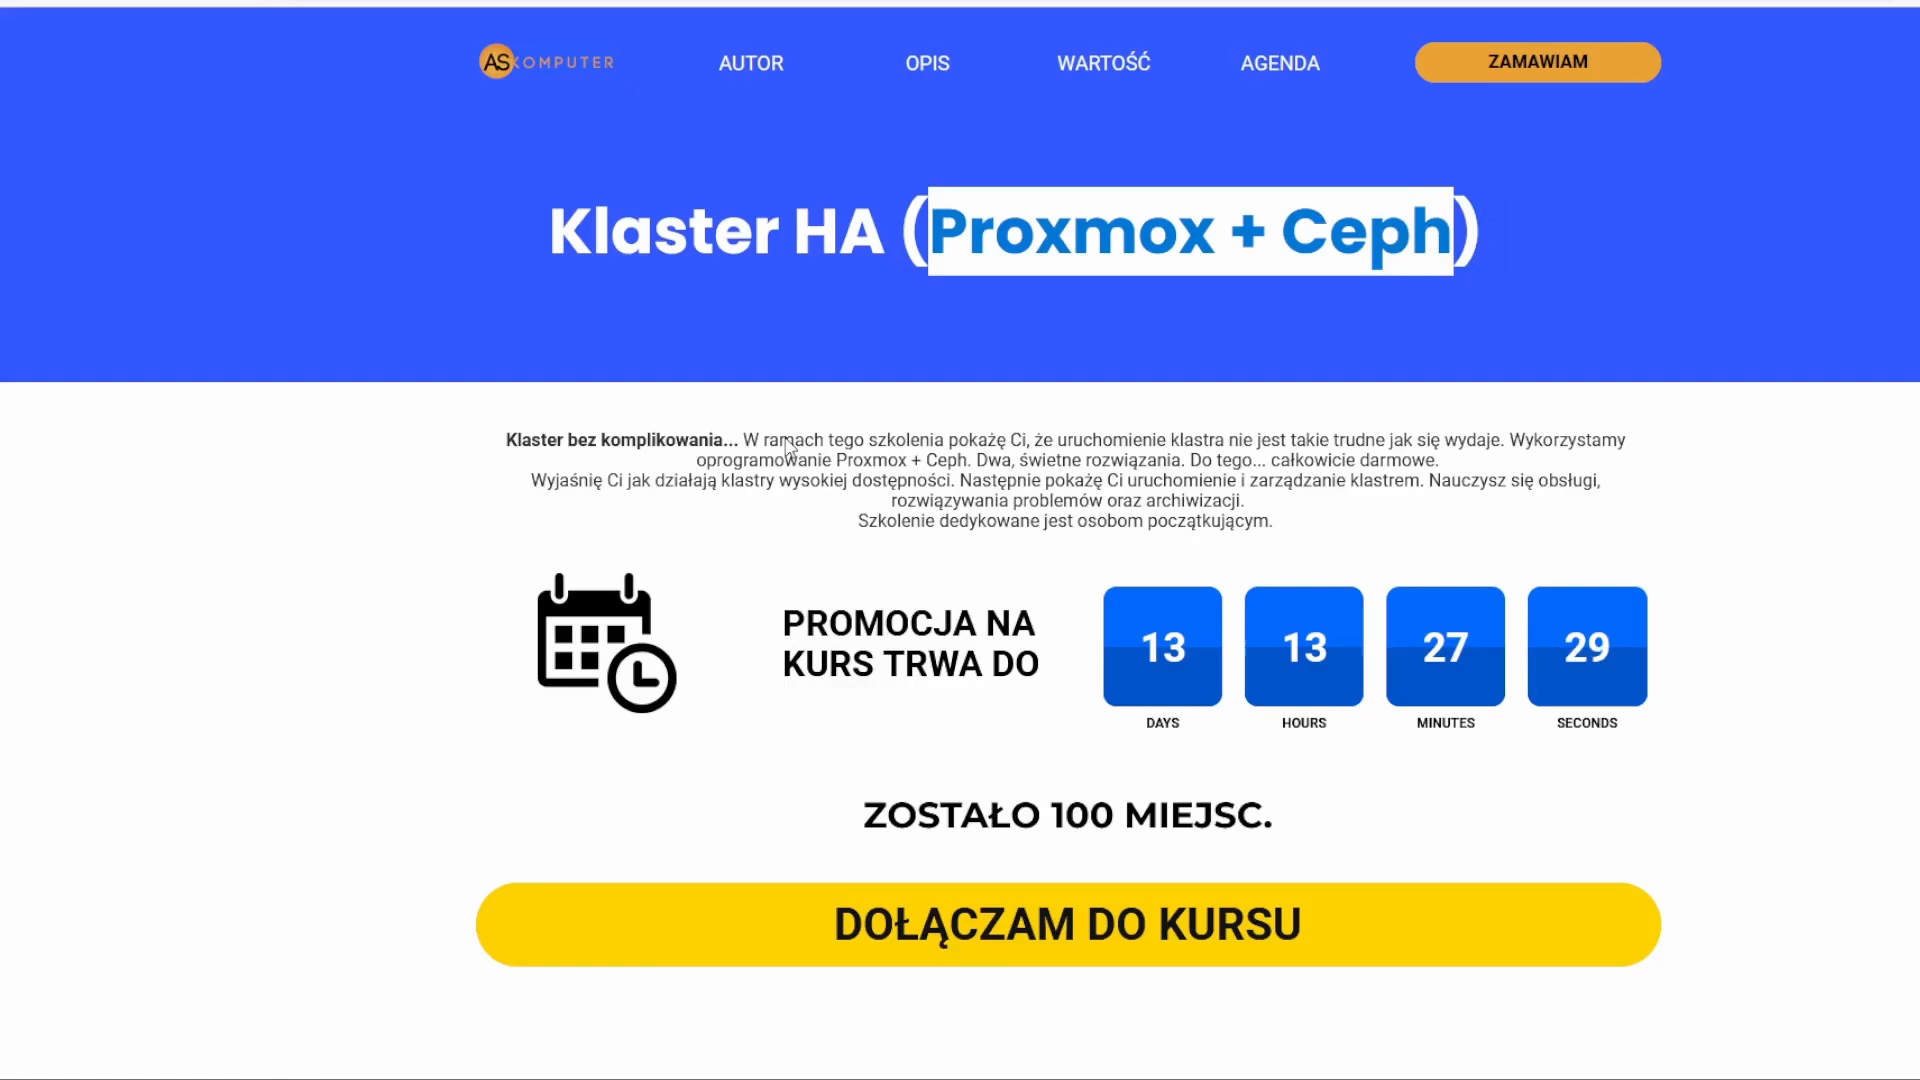 ASKOMPUTER AUTOR OPIS WARTOŚĆ AGENDA ZAMAWIAM
Klaster HA (Proxmox + Ceph)
Klaster bez komplikowania... W ramach tego szkolenia pokażę Ci, że uruchomienie klastra nie jest takie trudne jak się wydaje. Wykorzystamy
oprogramowanie Proxmox + Ceph. Dwa, świetne rozwiązania. Do tego... całkowicie darmowe.
Wyjaśnię Ci jak działają klastry wysokiej dostępności. Następnie pokażę Ci uruchomienie i zarządzanie klastrem. Nauczysz się obsługi,
rozwiązywania problemów oraz archiwizacji.
Szkolenie dedykowane jest osobom początkującym.
PROMOCJA NA
KURS TRWA DO
13 13 27 29
DAYS HOURS MINUTES SECONDS
ZOSTAŁO 100 MIEJSC.
DOŁĄCZAM DO KURSU